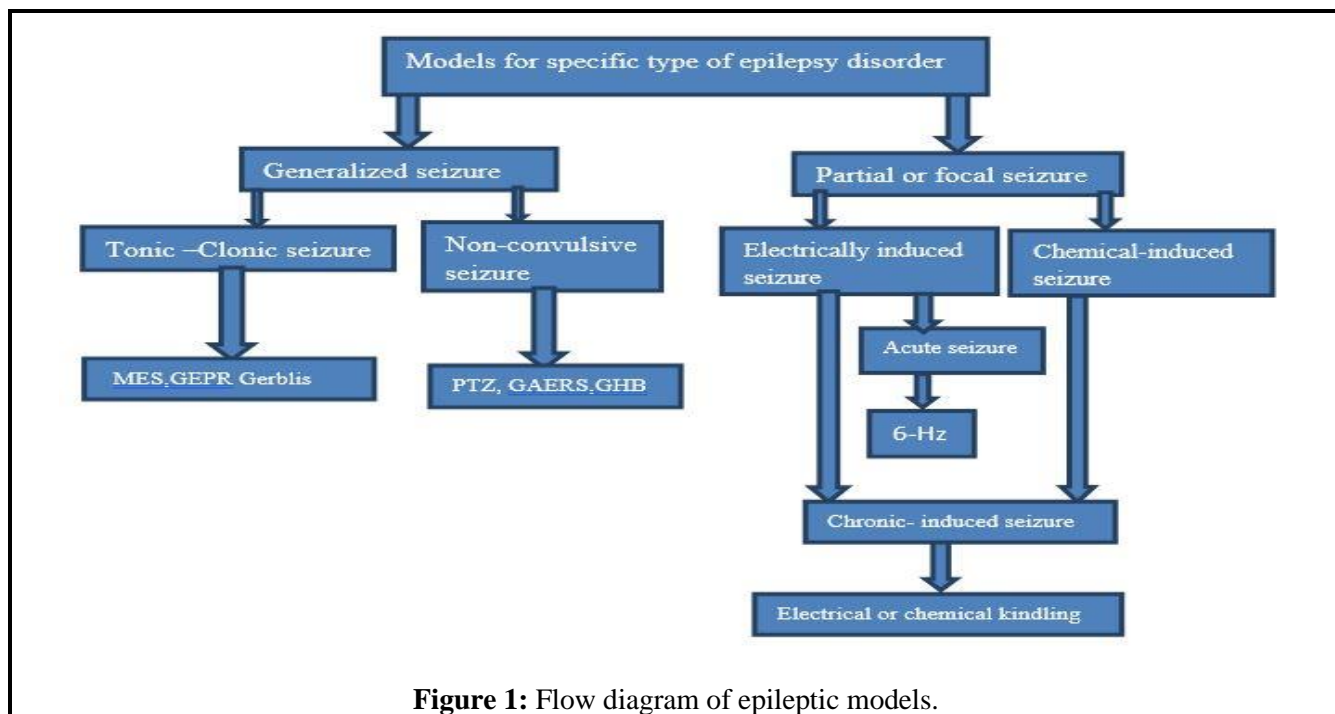 Models for specific type of epilepsy disorder
Generalized seizure
Partial or focal seizure
Tonic –Clonic seizure
Non-convulsive
seizure
Electrically induced
seizure
Chemical-induced
seizure
Acute seizure
MES,GEPR Gerblis
PTZ, GAERS,GHB
6-Hz
Chronic- induced seizure
Electrical or chemical kindling
Figure 1: Flow diagram of epileptic models.